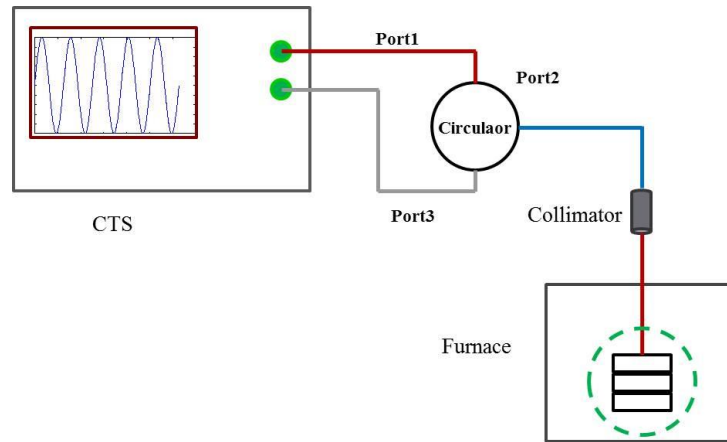 Port1
Port2
Circulaor
Port3
CTS
Collimator
Furnace